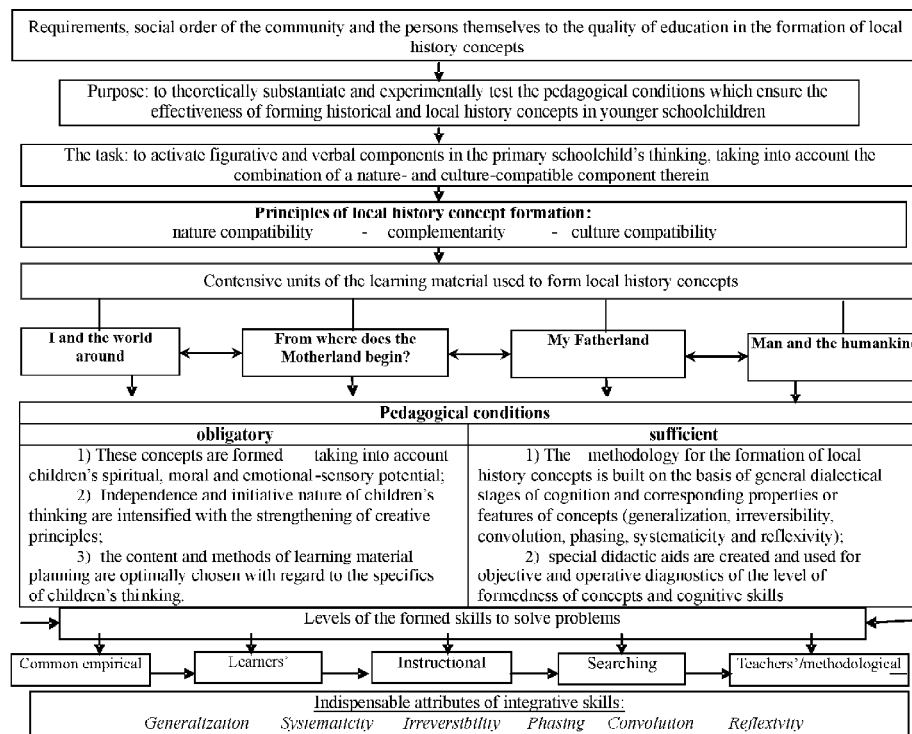 Requirements, social order of the community and the persons themselves to the quality of education in the formation of local
history concepts
Purpose: to theoretically substantiate and experimentally test the pedagogical conditions which ensure the
effectiveness of forming historical and local history concepts in younger schoolchildren
The task: to activate figurative and verbal components in the primary schoolchild's thinking, taking into account the
combination of a nature- and culture-compatible component therein
Principles of local history concept formation:
nature compatibility - complementarity - culture compatibility
Contensive units of the learning material used to form local history concepts
I and the world
around
From where does the
Motherland begin?
My Fatherland
Man and the humankind
Pedagogical conditions
obligatory
1) These concepts are formed taking into account
children's spiritual, moral and emotional-sensory potential;
2) Independence and initiative nature of children's
thinking are intensified with the strengthening of creative
principles;
3) the content and methods of learning material
planning are optimally chosen with regard to the specifics
of children's thinking.
sufficient
1) The methodology for the formation of local
history concepts is built on the basis of general dialectical
stages of cognition and corresponding properties or
features of concepts (generalization, irreversibility,
convolution, phasing, systematicity and reflexivity);
2) special didactic aids are created and used for
objective and operative diagnostics of the level of
formedness of concepts and cognitive skills
Levels of the formed skills to solve problems
Common empirical
Learners'
Instructional
Searching
Teachers'/methodological
Indispensable attributes of integrative skills:
Generalization Systematicity Irreversibility Phasing Convolution Reflexivity